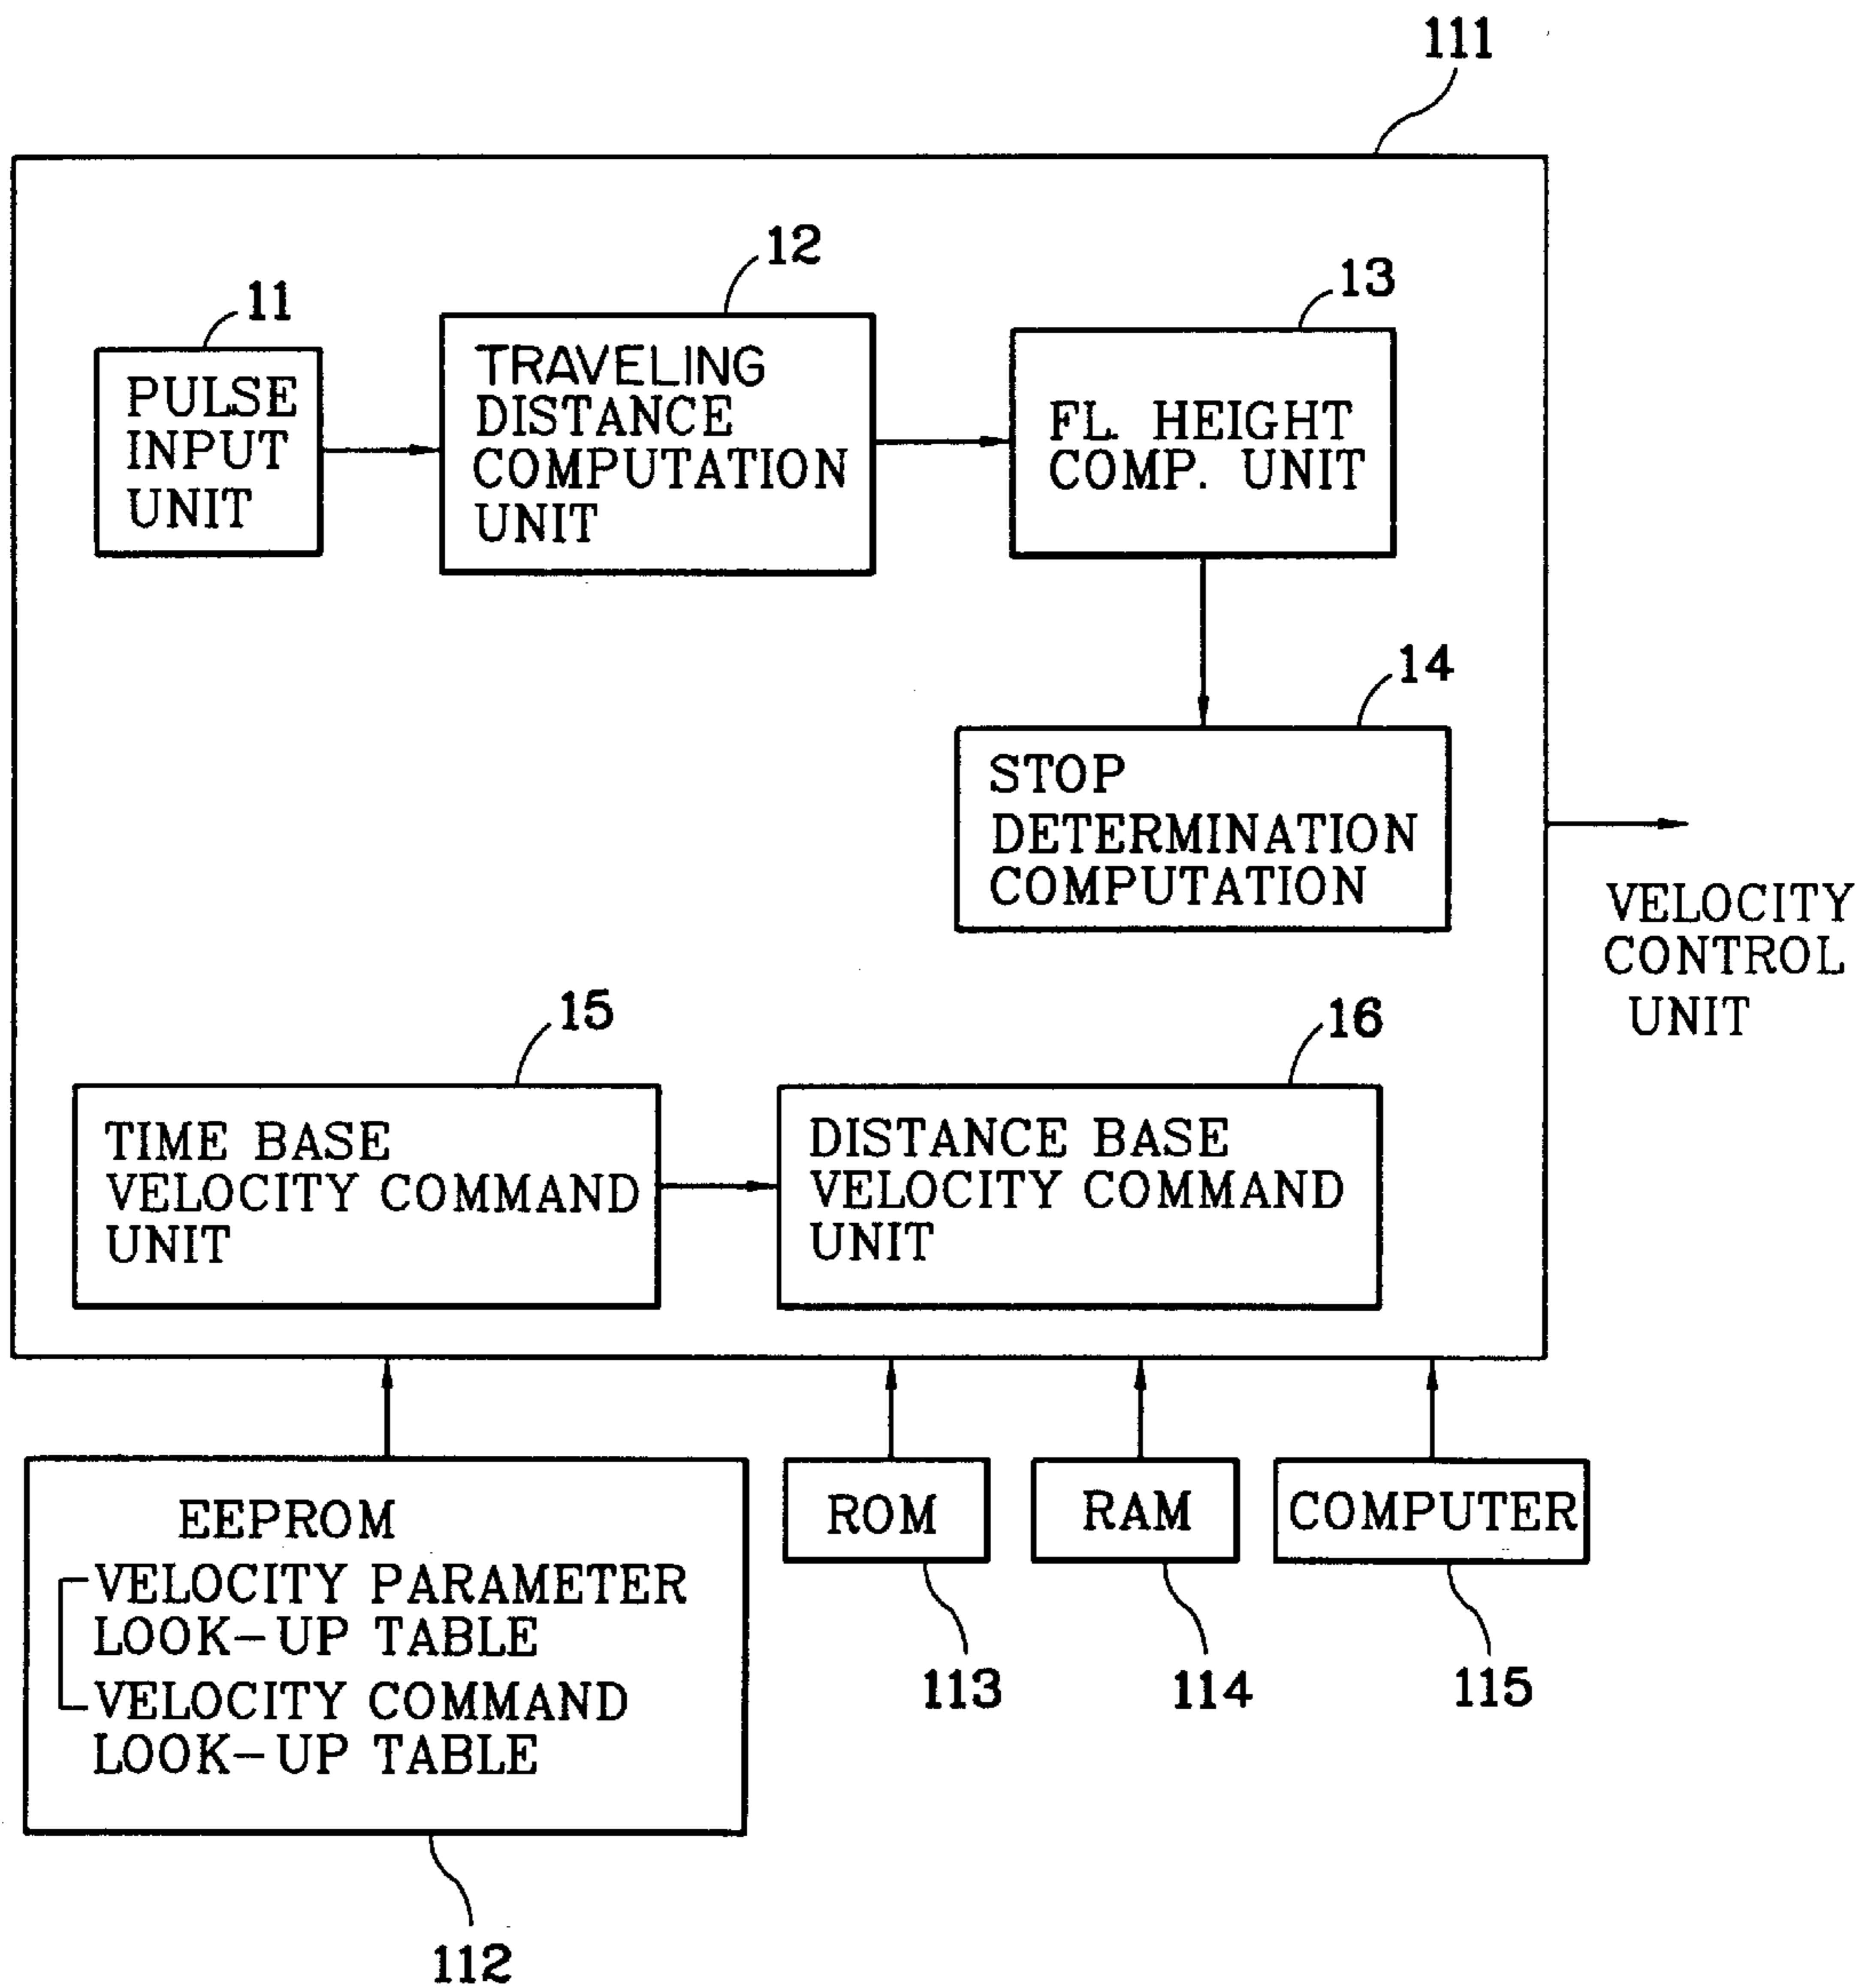 111
11
PULSE
INPUT
UNIT
12
TRAVELING
DISTANCE
COMPUTATION
UNIT
13
FL. HEIGHT
COMP. UNIT
14
STOP
DETERMINATION
COMPUTATION
VELOCITY
CONTROL
UNIT
15
TIME BASE
VELOCITY COMMAND
UNIT
16
DISTANCE BASE
VELOCITY COMMAND
UNIT
EEPROM
VELOCITY PARAMETER
LOOK-UP TABLE
VELOCITY COMMAND
LOOK-UP TABLE
112
ROM
113
RAM
114
COMPUTER
115